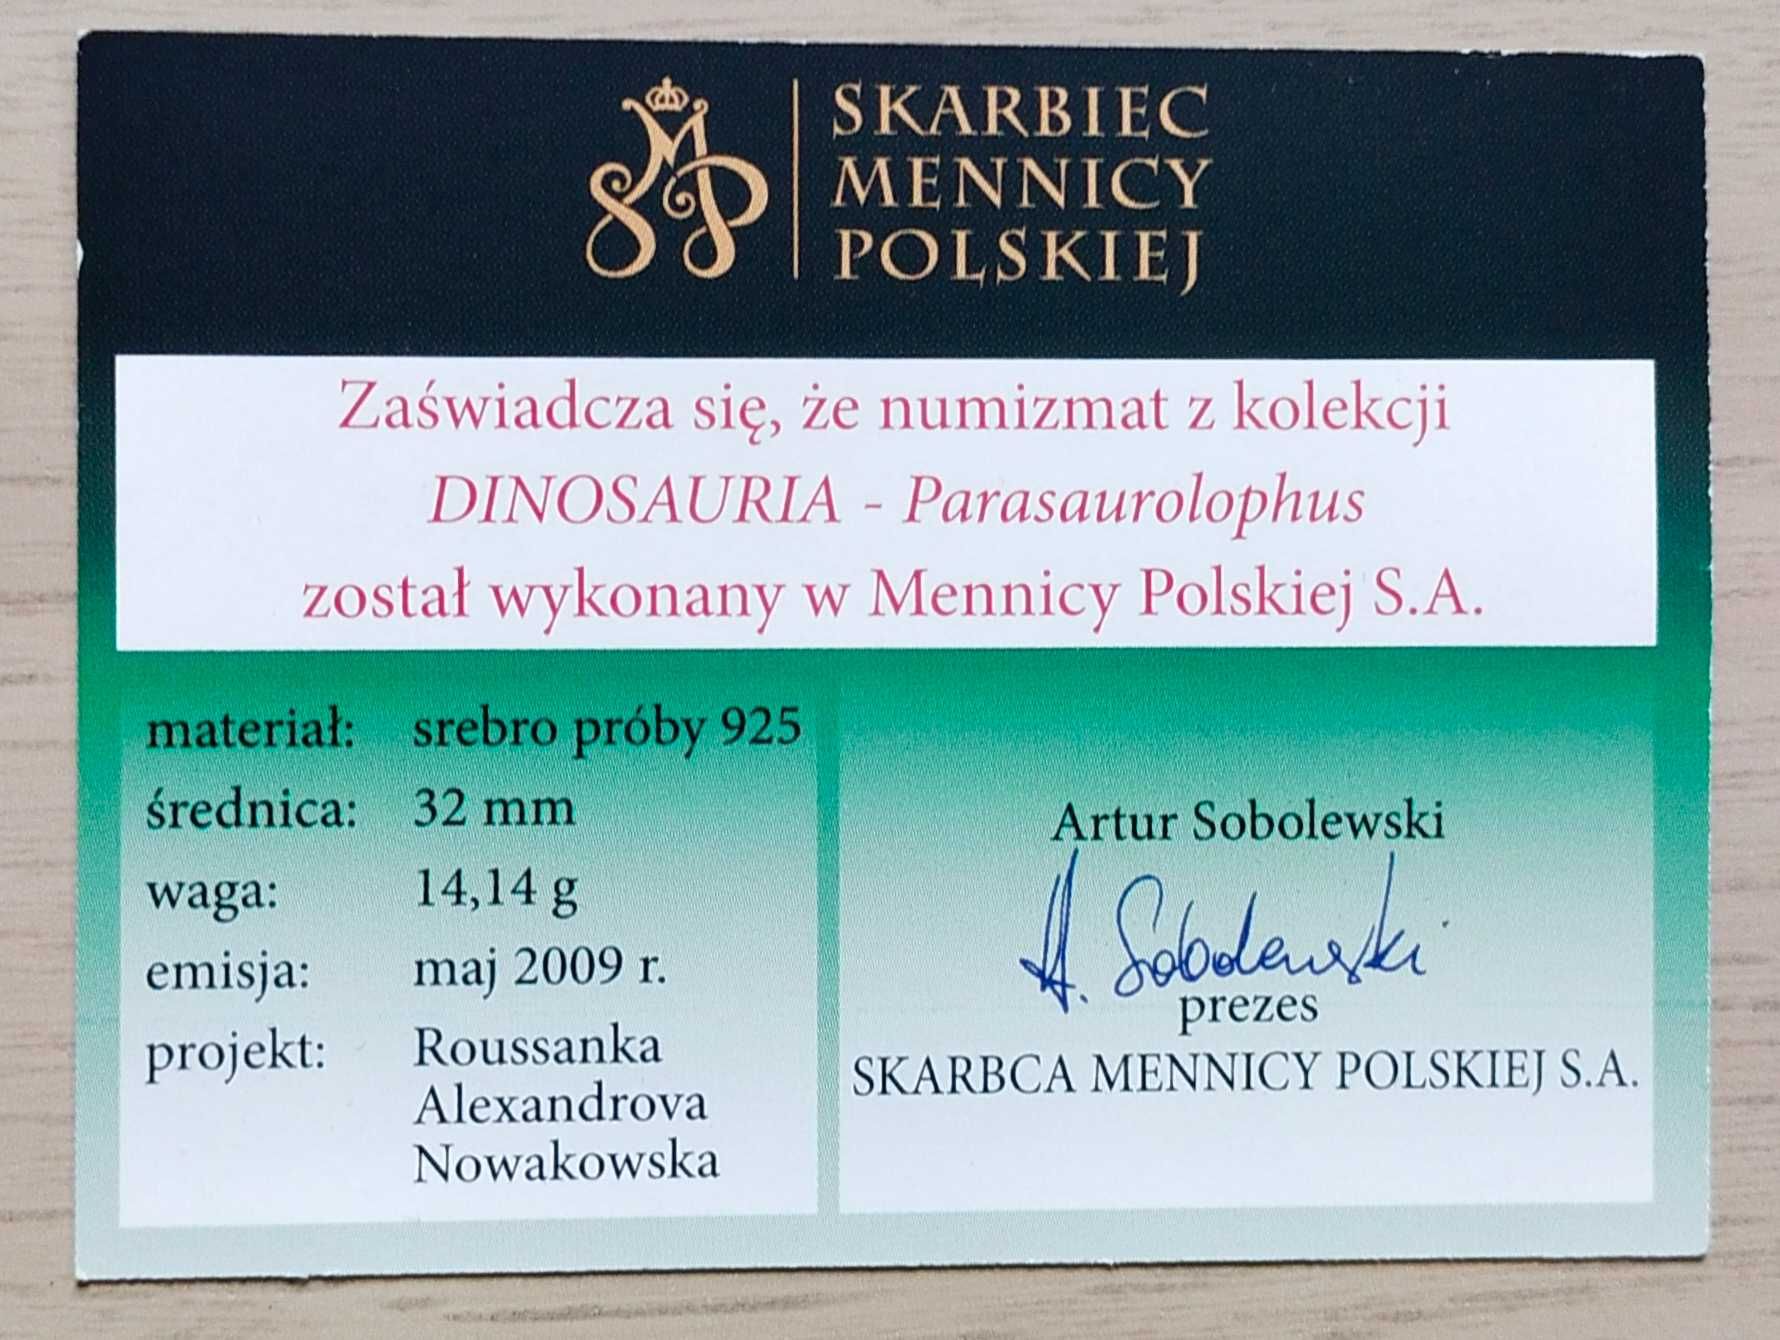 SMP
SKARBIEC
MENNICY
POLSKIEJ
Zaświadcza się, że numizmat z kolekcji
DINOSAURIA - Parasaurolophus
został wykonany w Mennicy Polskiej S.A.
materiał: srebro próby 925
średnica: 32 mm
waga: 14,14 g
emisja: maj 2009 r.
projekt: Roussanka
Alexandrova
Nowakowska
Artur Sobolewski
A. Sobolewski
prezes
SKARBCA MENNICY POLSKIEJ S.A.